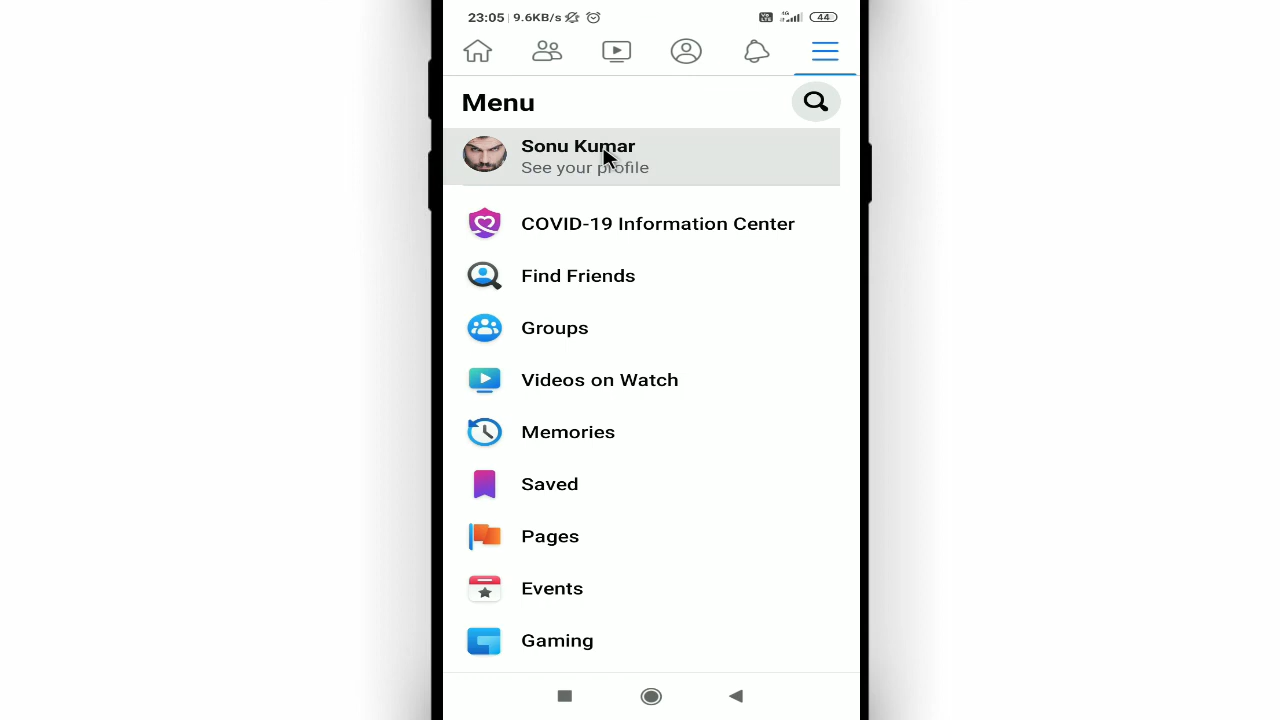 23:05 9.6KB/s 44
Menu
Sonu Kumar
See your profile
COVID-19 Information Center
Find Friends
Groups
Videos on Watch
Memories
Saved
Pages
Events
Gaming